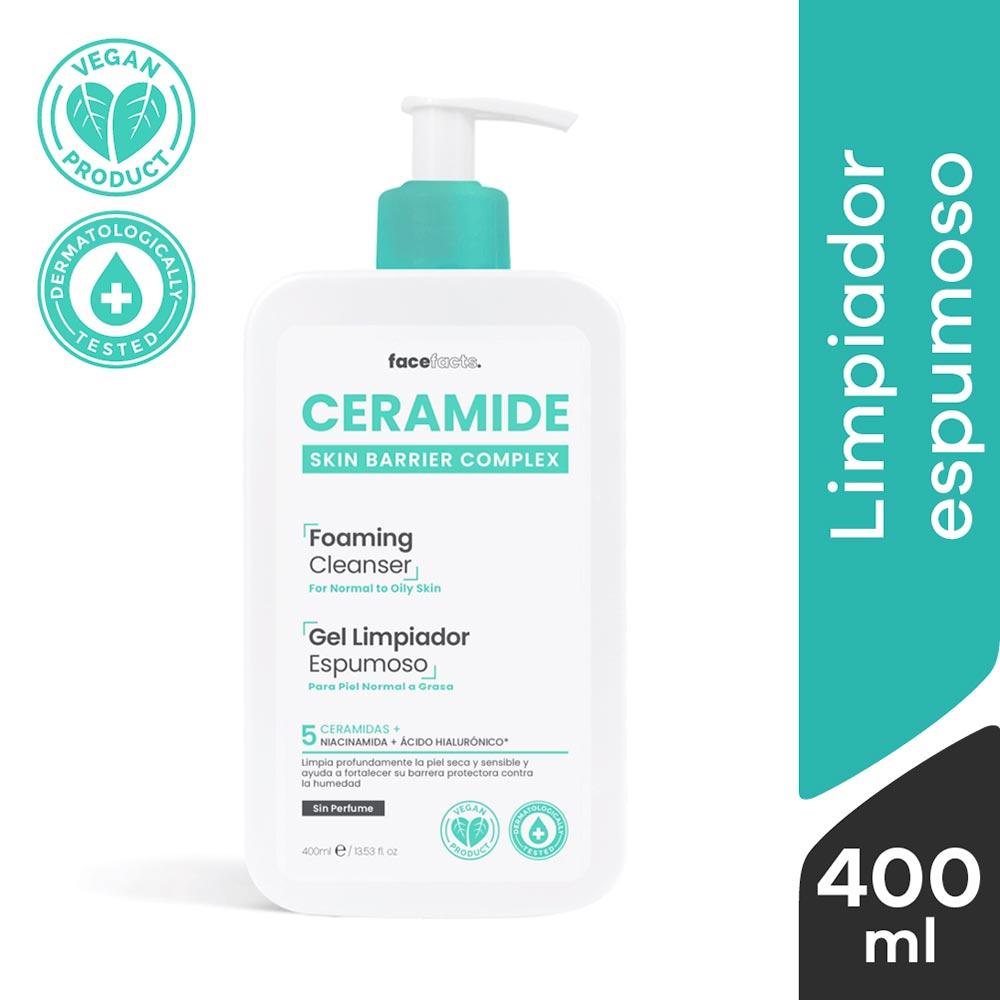 VEGAN
PRODUCT
DERMATOLOGICALLY
TESTED
facefacts.
CERAMIDE
SKIN BARRIER COMPLEX
Foaming
Cleanser
For Normal to Oily Skin
Gel Limpiador
Espumoso
Para Piel Normal a Grasa
5 CERAMIDAS +
NIACINAMIDA + ÁCIDO HIALURÓNICO*
Limpia profundamente la piel seca y sensible y
ayuda a fortalecer su barrera protectora contra
la humedad
Sin Perfume
400ml e / 13.53 fl. oz
VEGAN
PRODUCT
DERMATOLOGICALLY
TESTED
Limpiador
espumoso
400
ml